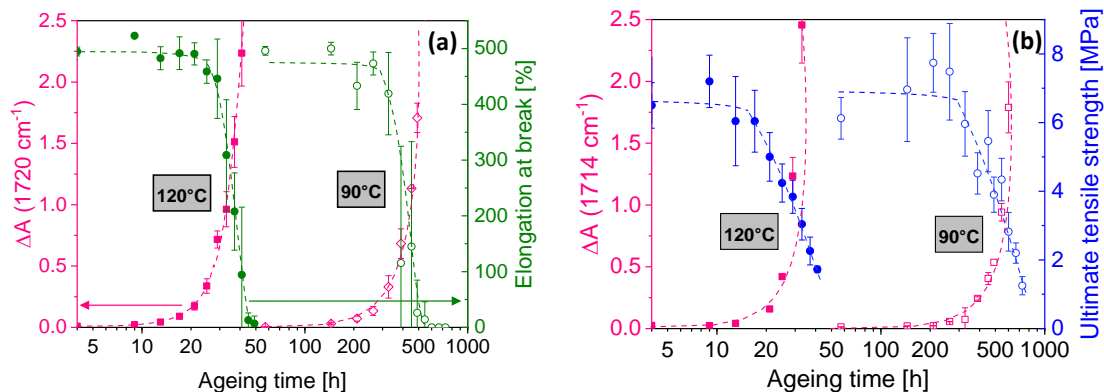 (a)
ΔA (1720 cm⁻¹)
2.5
2.0
1.5
1.0
0.5
0.0
120°C
90°C
500
400
300
200
100
0
Elongation at break [%]
5 10 20 50 100 200 500 1000
Ageing time [h]
(b)
ΔA (1714 cm⁻¹)
2.5
2.0
1.5
1.0
0.5
0.0
120°C
90°C
8
6
4
2
0
Ultimate tensile strength [MPa]
5 10 20 50 100 200 500 1000
Ageing time [h]